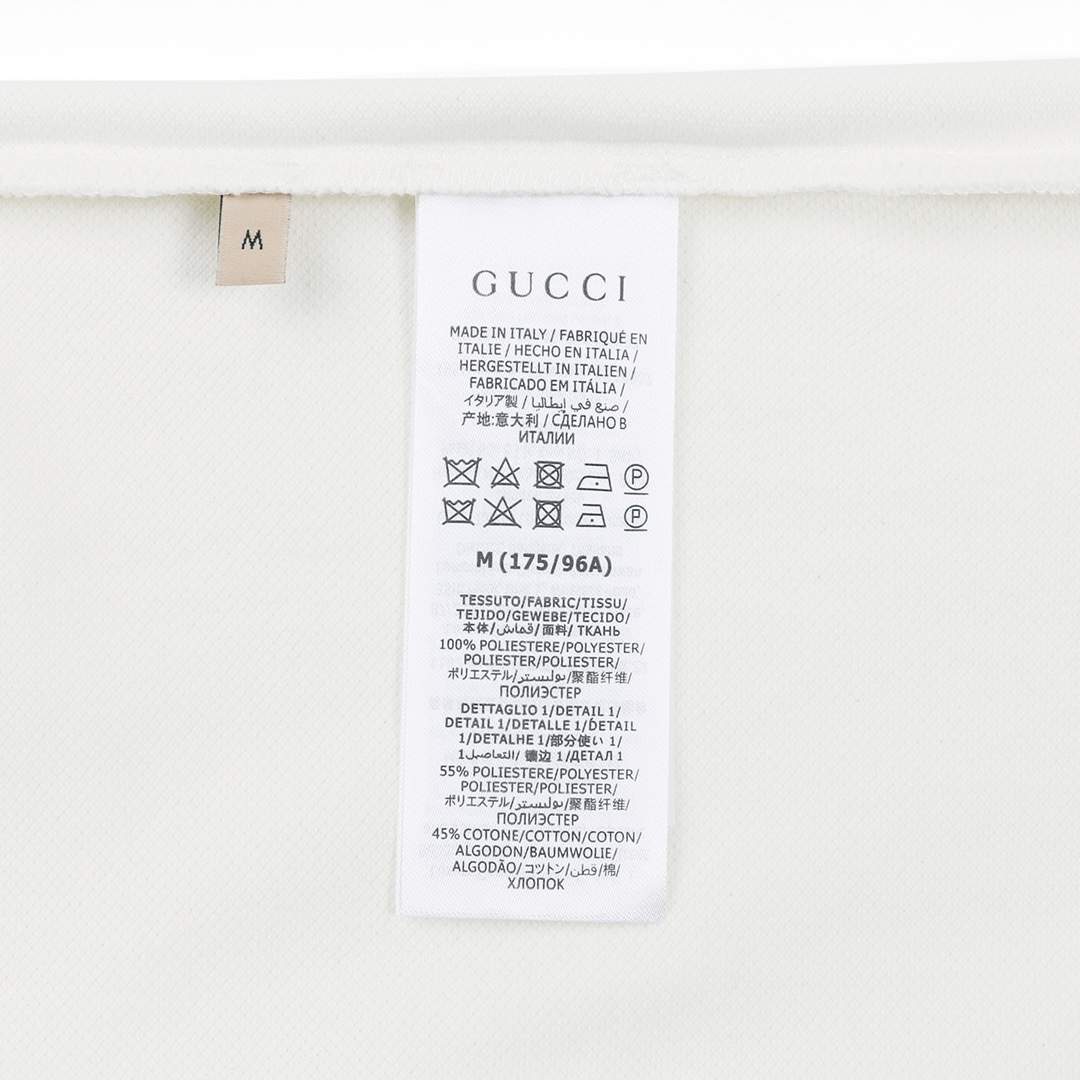 M
GUCCI
MADE IN ITALY / FABRIQUÉ EN
ITALIE / HECHO EN ITALIA /
HERGESTELLT IN ITALIEN /
FABRICADO EM ITÁLIA /
イタリア製 / صنع في إيطاليا /
产地:意大利 / СДЕЛАНО В
ИТАЛИИ
P
P
M (175/96A)
TESSUTO/FABRIC/TISSU/
TEJIDO/GEWEBE/TECIDO/
本体/قماش/面料/ ТКАНЬ
100% POLIESTERE/POLYESTER/
POLIESTER/POLIESTER/
ポリエステル/بوليستر/聚酯纤维/
ПОЛИЭСТЕР
DETTAGLIO 1/DETAIL 1/
DETAIL 1/DETALLE 1/DETAIL
1/DETALHE 1/部分使い 1/
التفاصيل1/ 镶边 1/ДЕТАЛ 1
55% POLIESTERE/POLYESTER/
POLIESTER/POLIESTER/
ポリエステル/بوليستر/聚酯纤维/
ПОЛИЭСТЕР
45% COTONE/COTTON/COTON/
ALGODON/BAUMWOLIE/
ALGODÃO/コットン/قطن/棉/
ХЛОПОК